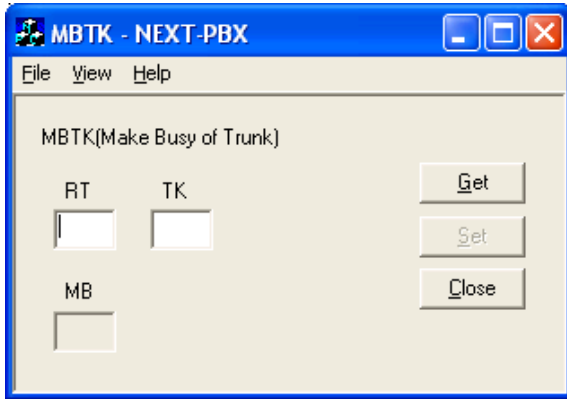 MBTK - NEXT-PBX
File View Help
MBTK(Make Busy of Trunk)
RT TK
Get
Set
MB
Close